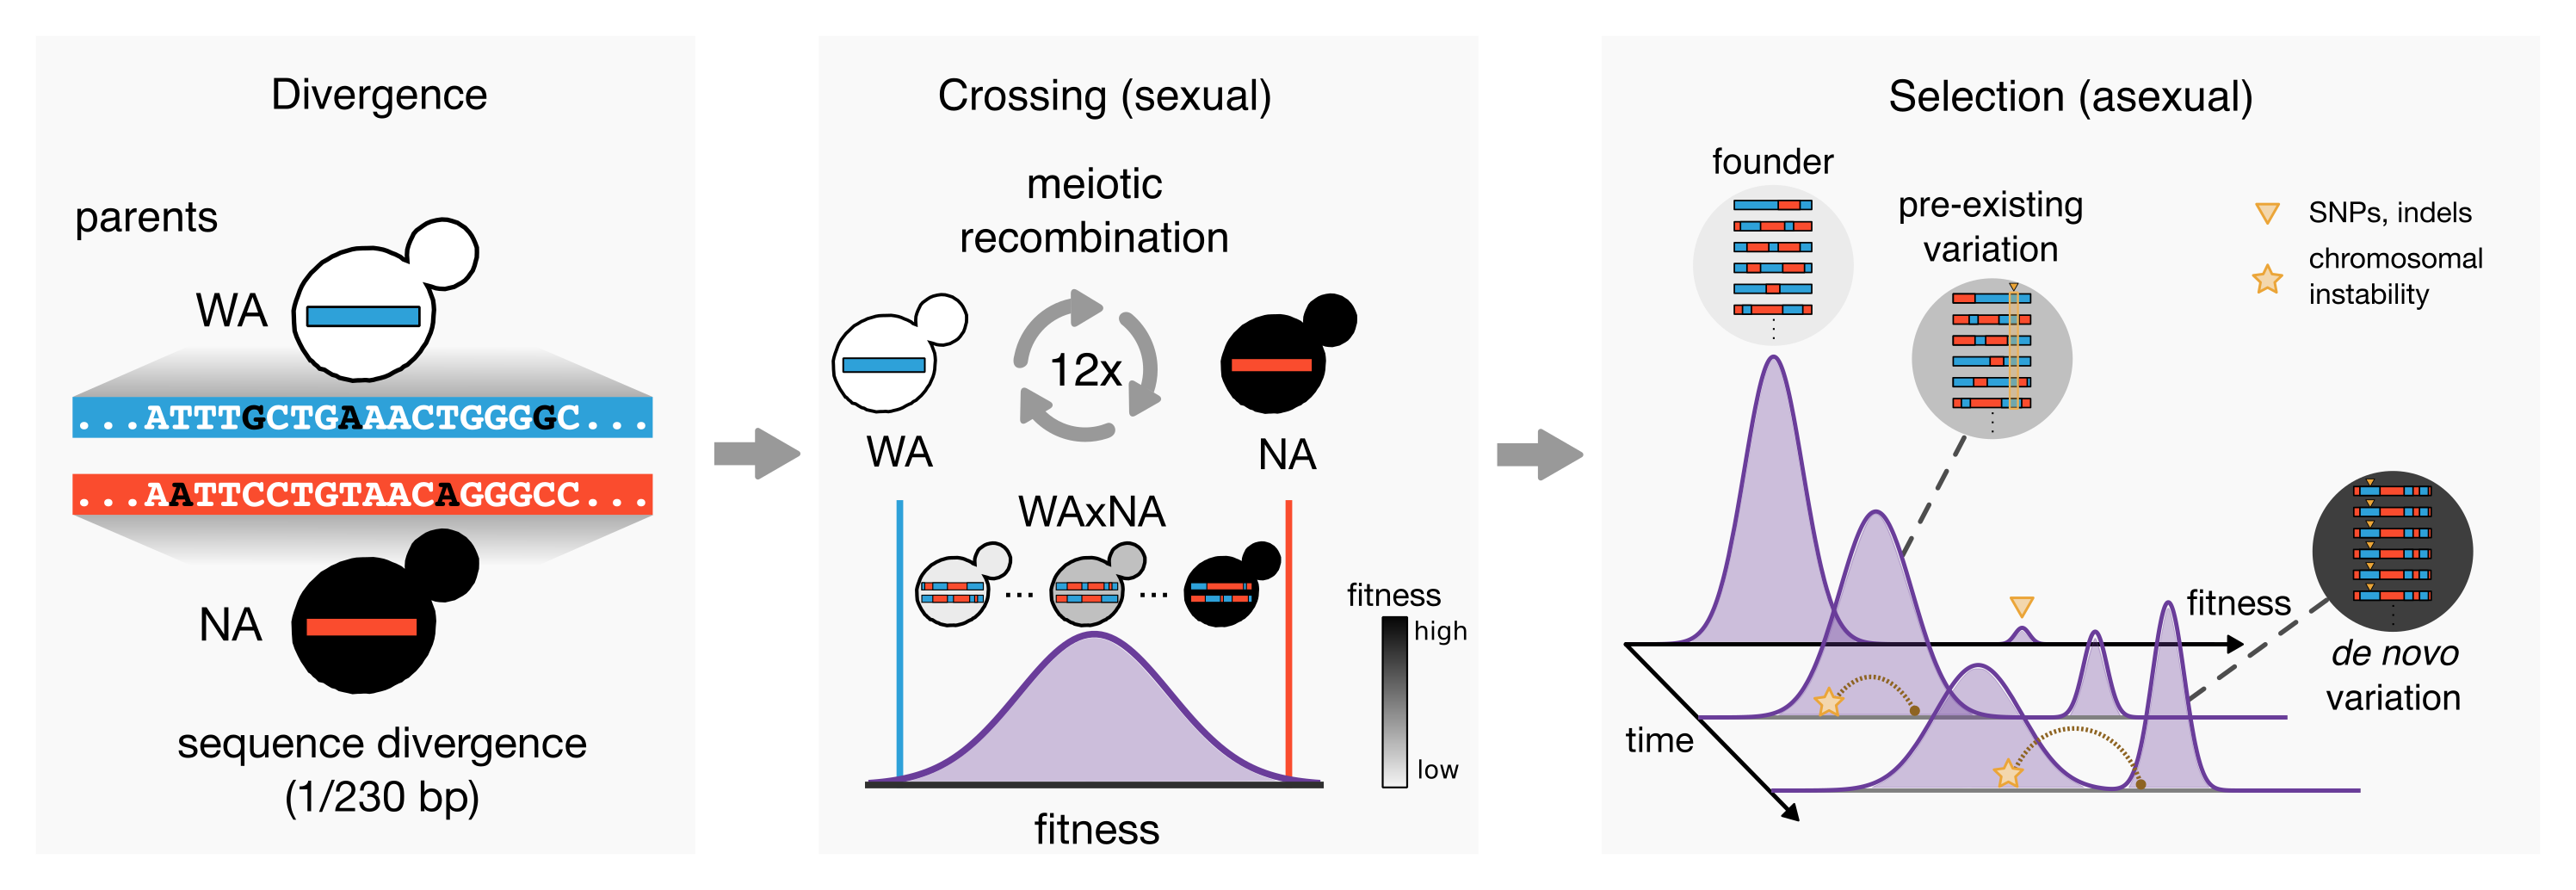 Divergence
parents
WA
...ATTTGCTGAAACTGGGGC...
...AATTCCTGTAACAGGGCC...
NA
sequence divergence
(1/230 bp)
Crossing (sexual)
meiotic
recombination
12x
WA
NA
WAxNA
... ...
fitness
high
low
fitness
Selection (asexual)
founder
pre-existing
variation
SNPs, indels
chromosomal
instability
fitness
de novo
variation
time